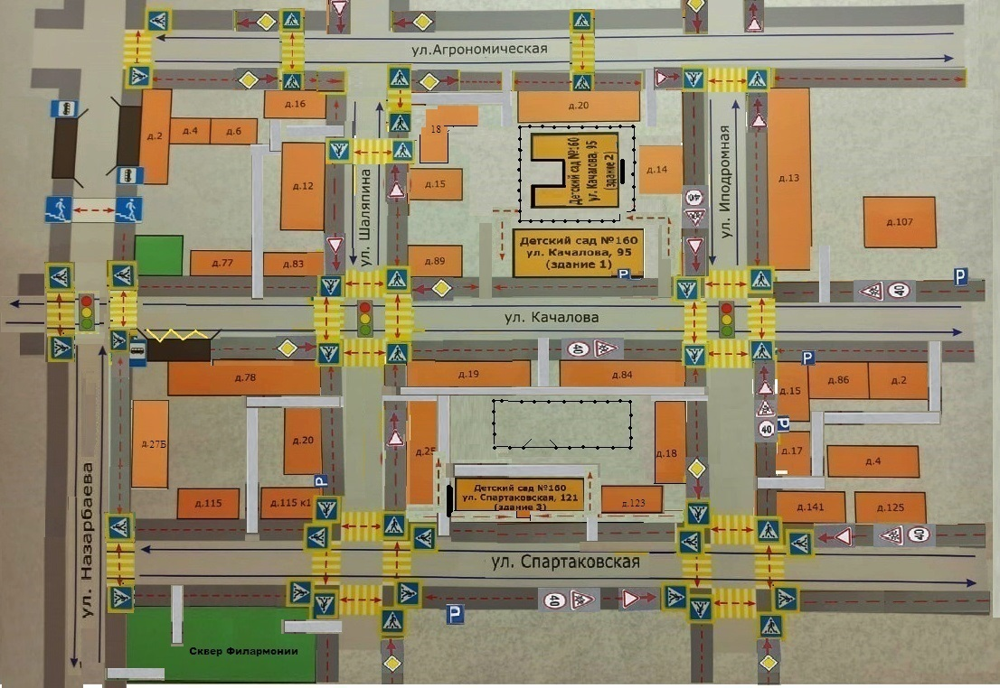 ул.Агрономическая
д.16
д.20
д.2
д.4
д.6
18
Детский сад №160
ул. Качалова, 95
(здание 2)
д.14
д.12
ул. Шаляпина
д.15
ул. Иподромная
д.13
40
д.107
Детский сад №160
ул. Качалова, 95
(здание 1)
P
д.77
д.83
д.89
P
40
ул. Качалова
40
P
д.78
д.19
д.84
д.15
д.86
д.2
д.27Б
д.20
д.25
д.18
40
P
д.17
д.4
P
ул. Назарбаева
д.115
д.115 к1
Детский сад №160
ул. Спартаковская, 121
(здание 3)
д.123
д.141
д.125
40
ул. Спартаковская
40
P
Сквер Филармонии